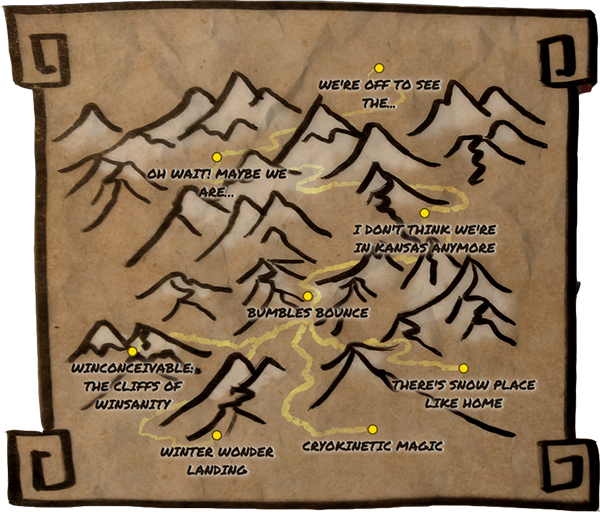 WE'RE OFF TO SEE
THE...
OH WAIT! MAYBE WE
ARE...
I DON'T THINK WE'RE
IN KANSAS ANYMORE
BUMBLES BOUNCE
WINCONCEIVABLE:
THE CLIFFS OF
WINSANITY
THERE'S SNOW PLACE
LIKE HOME
WINTER WONDER
LANDING
CRYOKINETIC MAGIC